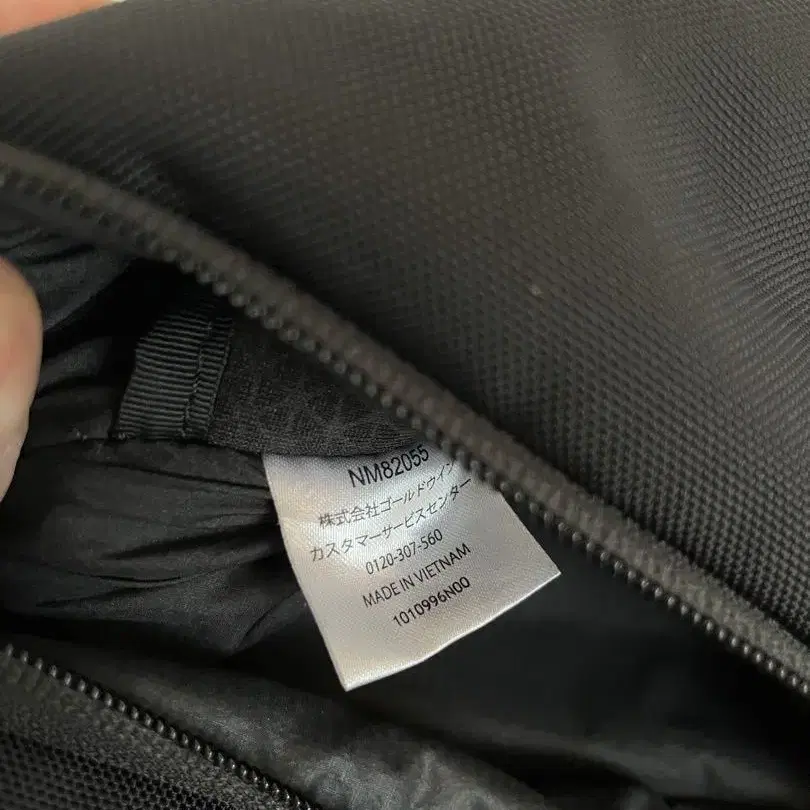 NM82055
株式会社ゴールドウイン
カスタマーサービスセンター
0120-307-560
MADE IN VIETNAM
1010996N00